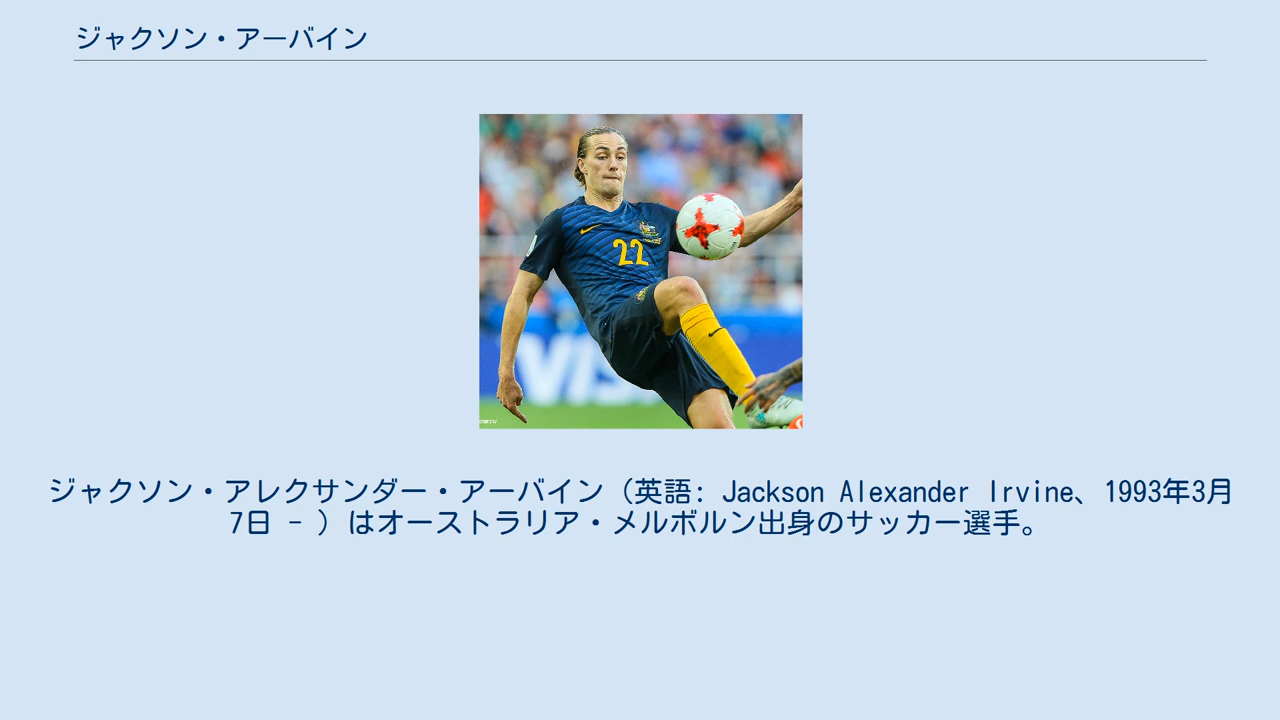 ジャクソン・アーバイン
22
VISA
ジャクソン・アレクサンダー・アーバイン（英語: Jackson Alexander Irvine、1993年3月
7日 - ）はオーストラリア・メルボルン出身のサッカー選手。